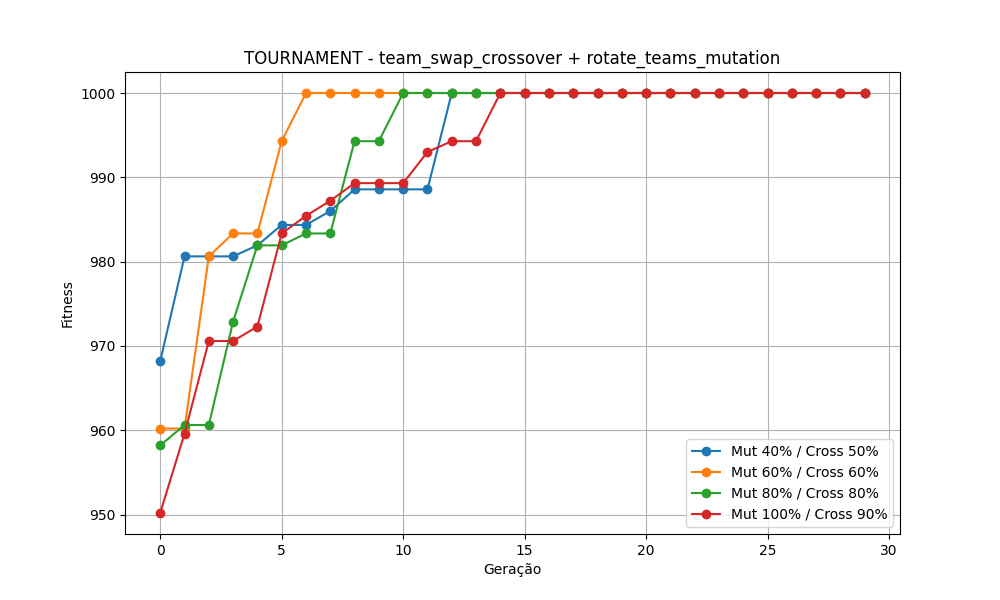 TOURNAMENT - team_swap_crossover + rotate_teams_mutation
Fitness
1000
990
980
970
960
950
0 5 10 15 20 25 30
Geração
Mut 40% / Cross 50%
Mut 60% / Cross 60%
Mut 80% / Cross 80%
Mut 100% / Cross 90%